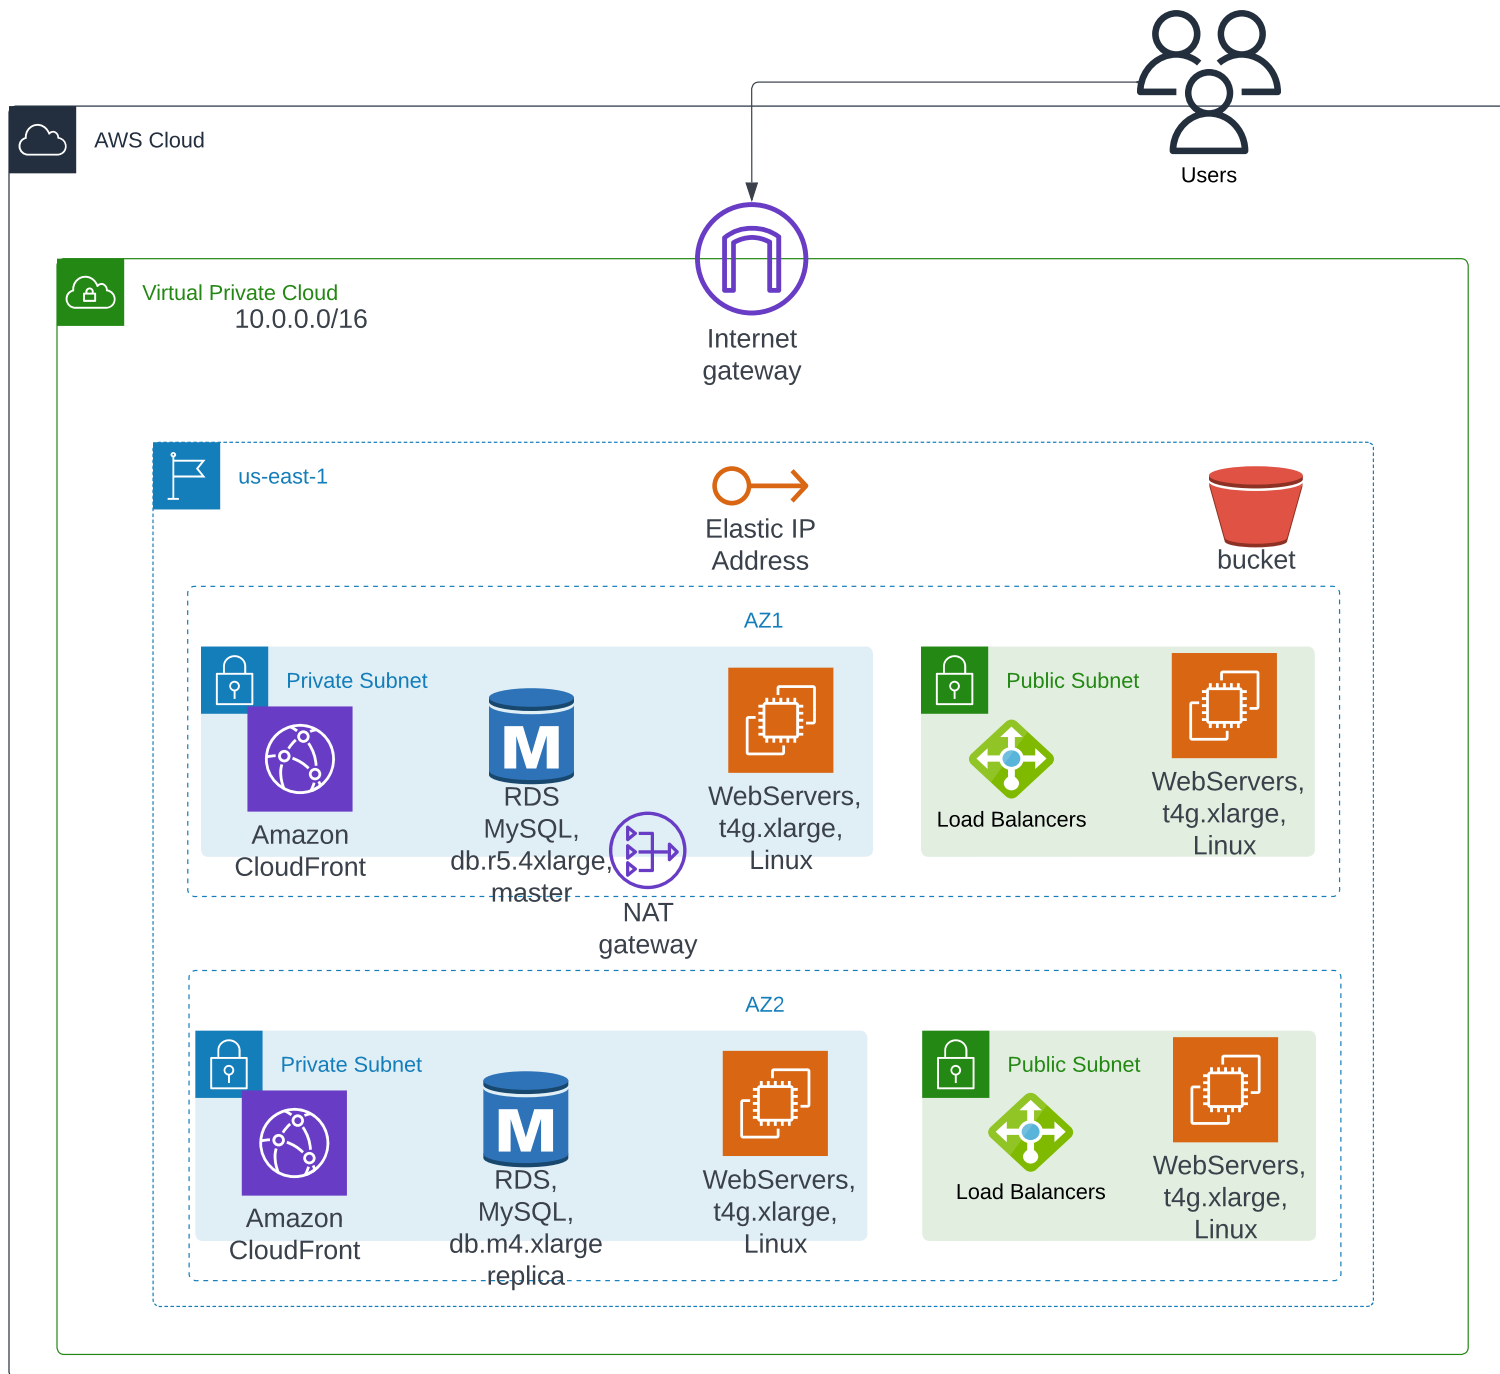 Users
AWS Cloud
Virtual Private Cloud
10.0.0.0/16
Internet
gateway
us-east-1
Elastic IP
Address
bucket
AZ1
Private Subnet
Amazon
CloudFront
RDS
MySQL,
db.r5.4xlarge,
master
NAT
gateway
WebServers,
t4g.xlarge,
Linux
Public Subnet
Load Balancers
WebServers,
t4g.xlarge,
Linux
AZ2
Private Subnet
Amazon
CloudFront
RDS,
MySQL,
db.m4.xlarge
replica
WebServers,
t4g.xlarge,
Linux
Public Subnet
Load Balancers
WebServers,
t4g.xlarge,
Linux